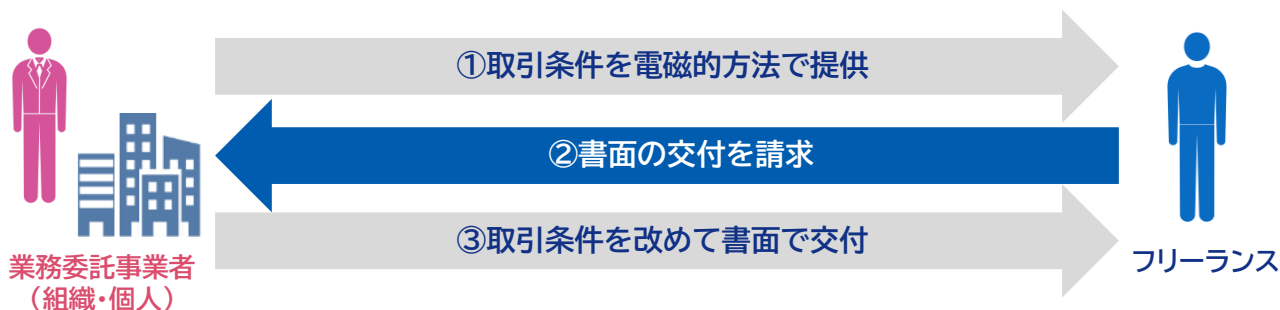 ①取引条件を電磁的方法で提供
②書面の交付を請求
③取引条件を改めて書面で交付
業務委託事業者
（組織・個人）
フリーランス